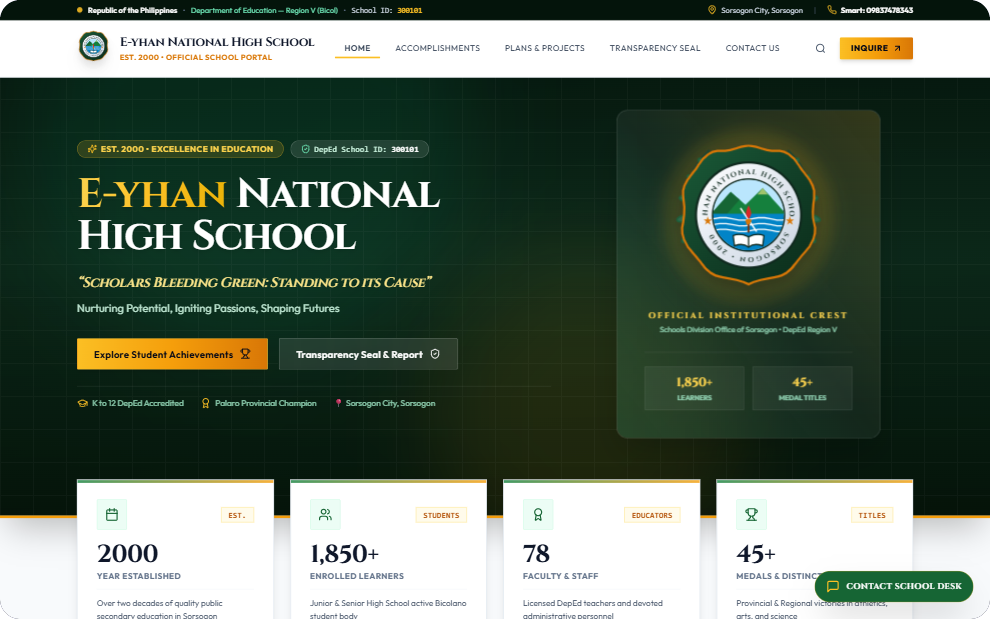 Republic of the Philippines · Department of Education — Region V (Bicol) · School ID: 300101
Sorsogon City, Sorsogon | Smart: 09837478343
E-yhan National High School
EST. 2000 • OFFICIAL SCHOOL PORTAL
HOME
ACCOMPLISHMENTS
PLANS & PROJECTS
TRANSPARENCY SEAL
CONTACT US
INQUIRE
EST. 2000 • EXCELLENCE IN EDUCATION
DepEd School ID: 300101
E-yhan National
High School
“Scholars Bleeding Green: Standing to its Cause”
Nurturing Potential, Igniting Passions, Shaping Futures
Explore Student Achievements
Transparency Seal & Report
K to 12 DepEd Accredited
Palaro Provincial Champion
Sorsogon City, Sorsogon
HAN NATIONAL HIGH SCHO
SORSOGON • 2000
OFFICIAL INSTITUTIONAL CREST
Schools Division Office of Sorsogon • DepEd Region V
1,850+
LEARNERS
45+
MEDAL TITLES
EST.
2000
YEAR ESTABLISHED
Over two decades of quality public
secondary education in Sorsogon
STUDENTS
1,850+
ENROLLED LEARNERS
Junior & Senior High School active Bicolano
student body
EDUCATORS
78
FACULTY & STAFF
Licensed DepEd teachers and devoted
administrative personnel
TITLES
45+
MEDALS & DISTINCT
Provincial & Regional victories in athletics,
arts, and science
CONTACT SCHOOL DESK